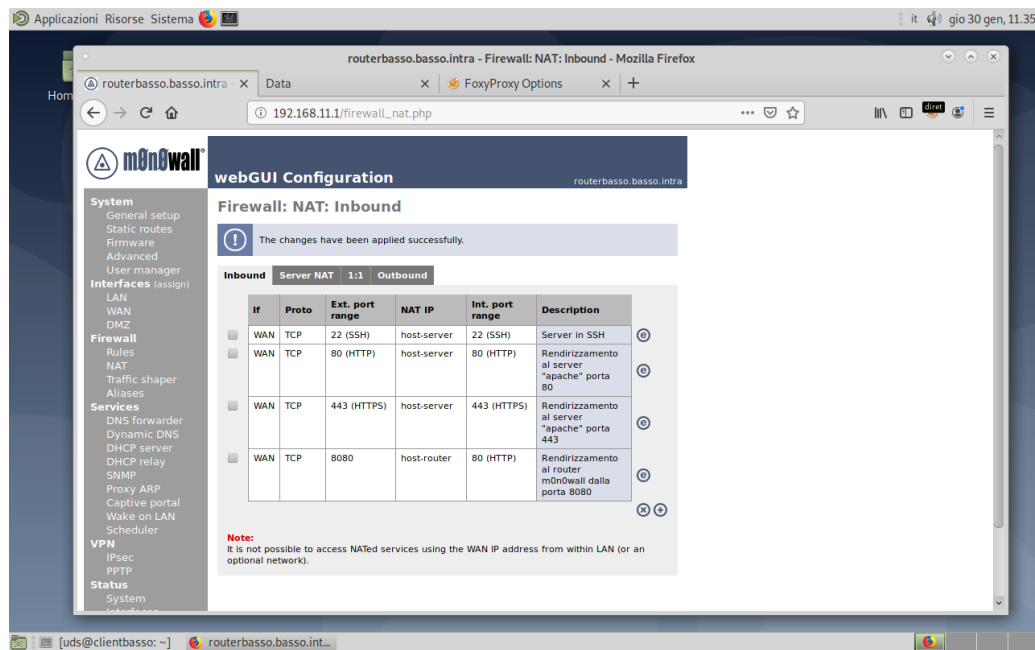 Applicazioni Risorse Sistema
it gio 30 gen, 11.35
routerbasso.basso.intra - Firewall: NAT: Inbound - Mozilla Firefox
routerbasso.basso.intra - Data FoxyProxy Options
192.168.11.1/firewall_nat.php
diret
m0n0wall®
webGUI Configuration
routerbasso.basso.intra
System
General setup
Static routes
Firmware
Advanced
User manager
Interfaces (assign)
LAN
WAN
DMZ
Firewall
Rules
NAT
Traffic shaper
Aliases
Services
DNS forwarder
Dynamic DNS
DHCP server
DHCP relay
SNMP
Proxy ARP
Captive portal
Wake on LAN
Scheduler
VPN
IPsec
PPTP
Status
System
Interfaces
Firewall: NAT: Inbound
The changes have been applied successfully.
Inbound Server NAT 1:1 Outbound
If Proto Ext. port range NAT IP Int. port range Description
WAN TCP 22 (SSH) host-server 22 (SSH) Server in SSH
WAN TCP 80 (HTTP) host-server 80 (HTTP) Rendirizzamento
al server
"apache" porta
80
WAN TCP 443 (HTTPS) host-server 443 (HTTPS) Rendirizzamento
al server
"apache" porta
443
WAN TCP 8080 host-router 80 (HTTP) Rendirizzamento
al router
m0n0wall dalla
porta 8080
Note:
It is not possible to access NATed services using the WAN IP address from within LAN (or an
optional network).
[uds@clientbasso: ~] routerbasso.basso.int...